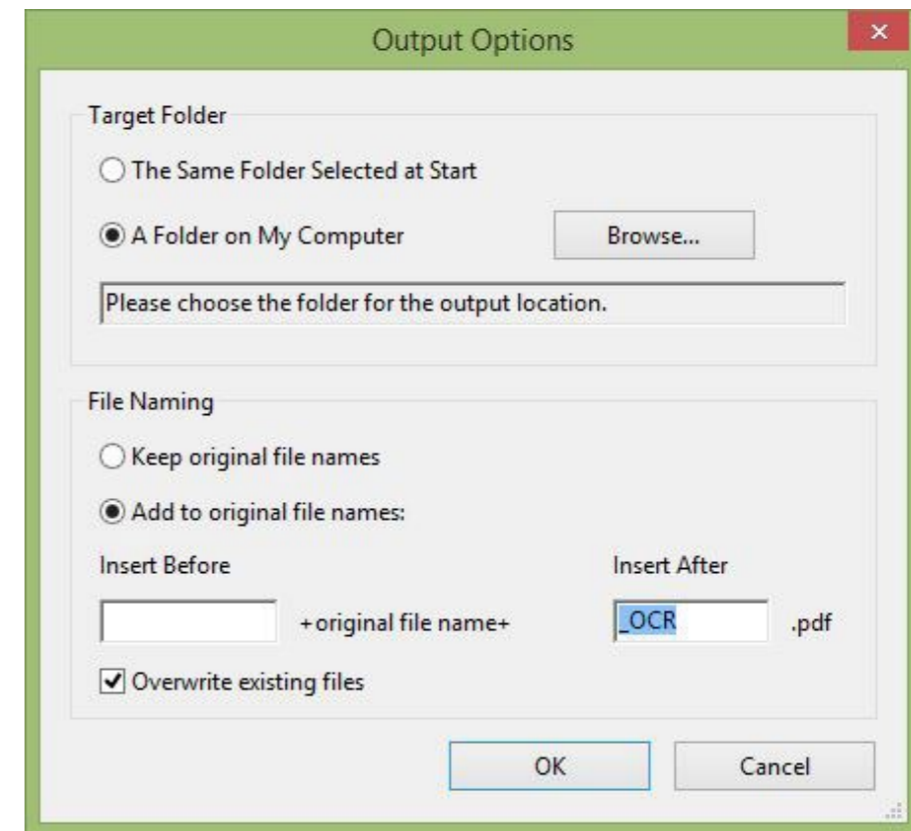 Output Options
Target Folder
The Same Folder Selected at Start
A Folder on My Computer Browse...
Please choose the folder for the output location.
File Naming
Keep original file names
Add to original file names:
Insert Before Insert After
+original file name+ _OCR .pdf
Overwrite existing files
OK Cancel